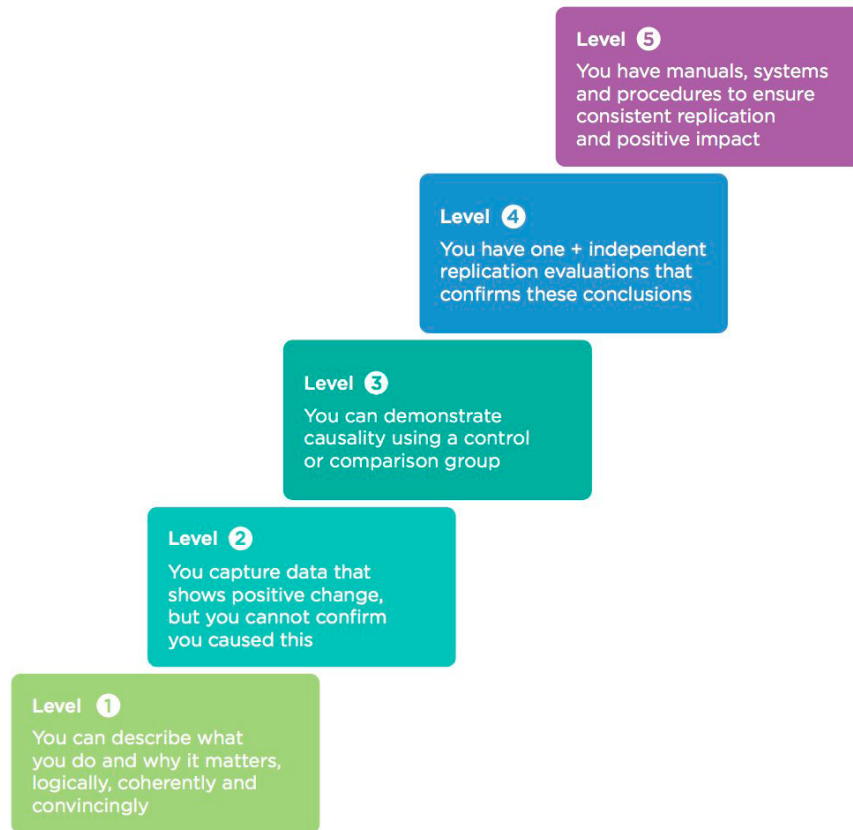 Level 5
You have manuals, systems
and procedures to ensure
consistent replication
and positive impact
Level 4
You have one + independent
replication evaluations that
confirms these conclusions
Level 3
You can demonstrate
causality using a control
or comparison group
Level 2
You capture data that
shows positive change,
but you cannot confirm
you caused this
Level 1
You can describe what
you do and why it matters,
logically, coherently and
convincingly